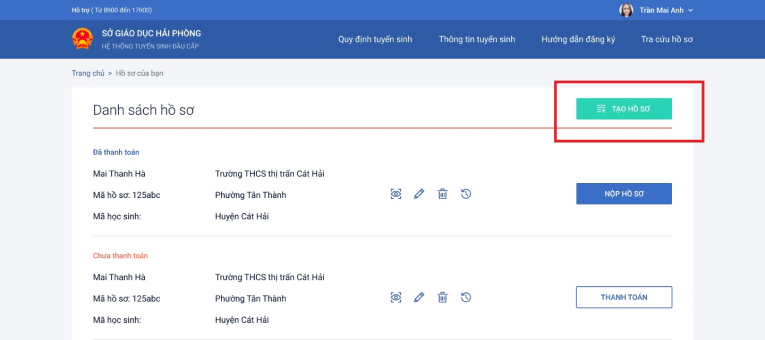 Hỗ trợ ( Từ 8h00 đến 17h00)
Trần Mai Anh
SỞ GIÁO DỤC HẢI PHÒNG
HỆ THỐNG TUYỂN SINH ĐẦU CẤP
Quy định tuyển sinh Thông tin tuyển sinh Hướng dẫn đăng ký Tra cứu hồ sơ
Trang chủ > Hồ sơ của bạn
Danh sách hồ sơ
TẠO HỒ SƠ
Đã thanh toán
Mai Thanh Hà Trường THCS thị trấn Cát Hải
Mã hồ sơ: 125abc Phường Tân Thành
NỘP HỒ SƠ
Mã học sinh: Huyện Cát Hải
Chưa thanh toán
Mai Thanh Hà Trường THCS thị trấn Cát Hải
Mã hồ sơ: 125abc Phường Tân Thành
THANH TOÁN
Mã học sinh: Huyện Cát Hải